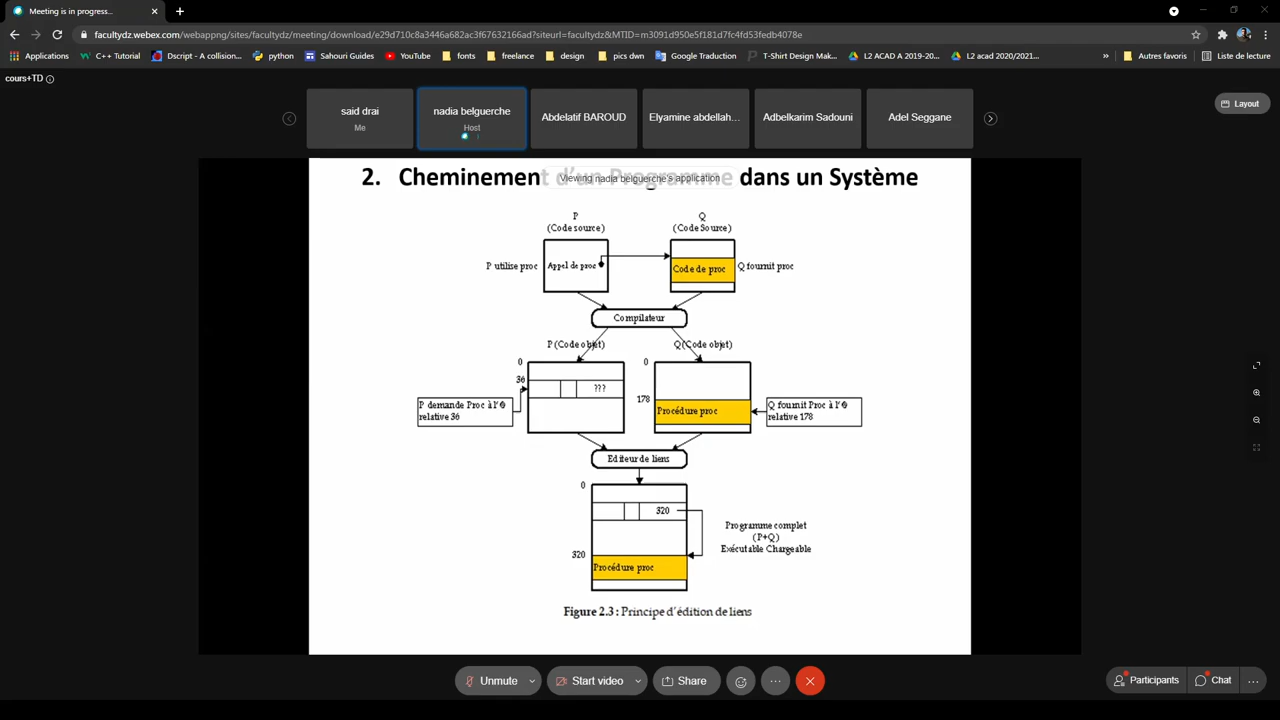 Meeting is in progress...
facultydz.webex.com/webappng/sites/facultydz/meeting/download/e29d710c8a3446a682ac3f67632166ad?siteurl=facultydz&MTID=m3091d950e5f181d7fc4fd53fedb4078e
Applications C++ Tutorial Dscript - A collision... python Sahouri Guides YouTube fonts freelance design pics dwn Google Traduction T-Shirt Design Mak... L2 ACAD A 2019-20... L2 acad 2020/2021... » Autres favoris Liste de lecture
cours+TD
said drai
Me
nadia belguerche
Host
Abdelatif BAROUD
Elyamine abdellah...
Adbelkarim Sadouni
Adel Seggane
Layout
2. Cheminement d'un Programme dans un Système
Viewing nadia belguerche's application
P
(Code source)
Q
(Code Source)
P utilise proc
Appel de proc
Code de proc
Q fournit proc
Compilateur
P (Code objet)
Q (Code objet)
0
36
???
0
178
P demande Proc à l'@
relative 36
Procédure proc
Q fournit Proc à l'@
relative 178
Editeur de liens
0
320
320
Procédure proc
Programme complet
(P+Q)
Exécutable Chargeable
Figure 2.3 : Principe d'édition de liens
Unmute
Start video
Share
Participants
Chat